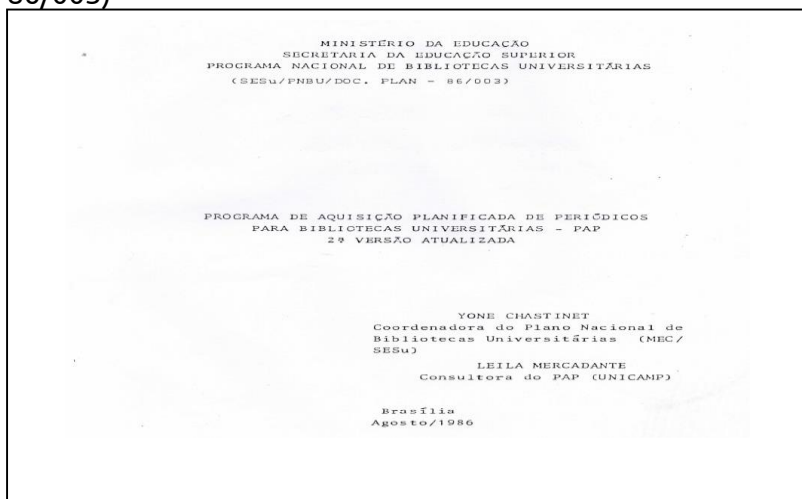 86/003)
MINISTÉRIO DA EDUCAÇÃO
SECRETARIA DA EDUCAÇÃO SUPERIOR
PROGRAMA NACIONAL DE BIBLIOTECAS UNIVERSITÁRIAS
(SESu/PNBU/DOC. PLAN - 86/003)
PROGRAMA DE AQUISIÇÃO PLANIFICADA DE PERIÓDICOS
PARA BIBLIOTECAS UNIVERSITÁRIAS - PAP
2ª VERSÃO ATUALIZADA
YONE CHASTINET
Coordenadora do Plano Nacional de
Bibliotecas Universitárias (MEC/
SESu)
LEILA MERCADANTE
Consultora do PAP (UNICAMP)
Brasília
Agosto/1986